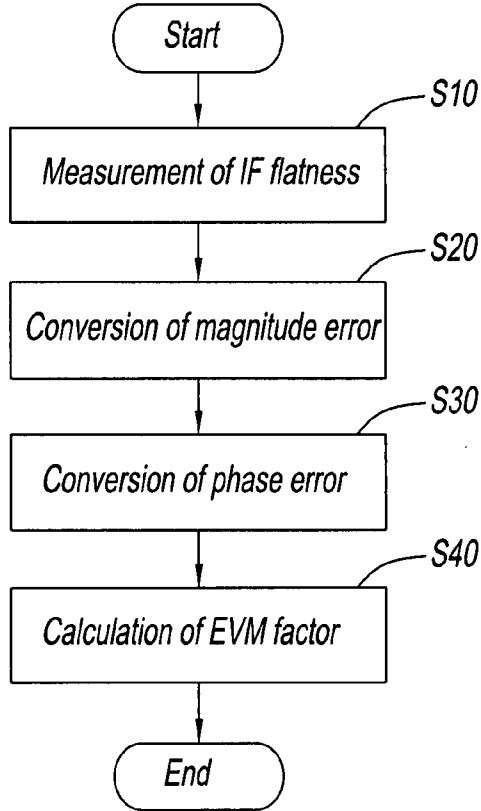 Start
S10
Measurement of IF flatness
S20
Conversion of magnitude error
S30
Conversion of phase error
S40
Calculation of EVM factor
End